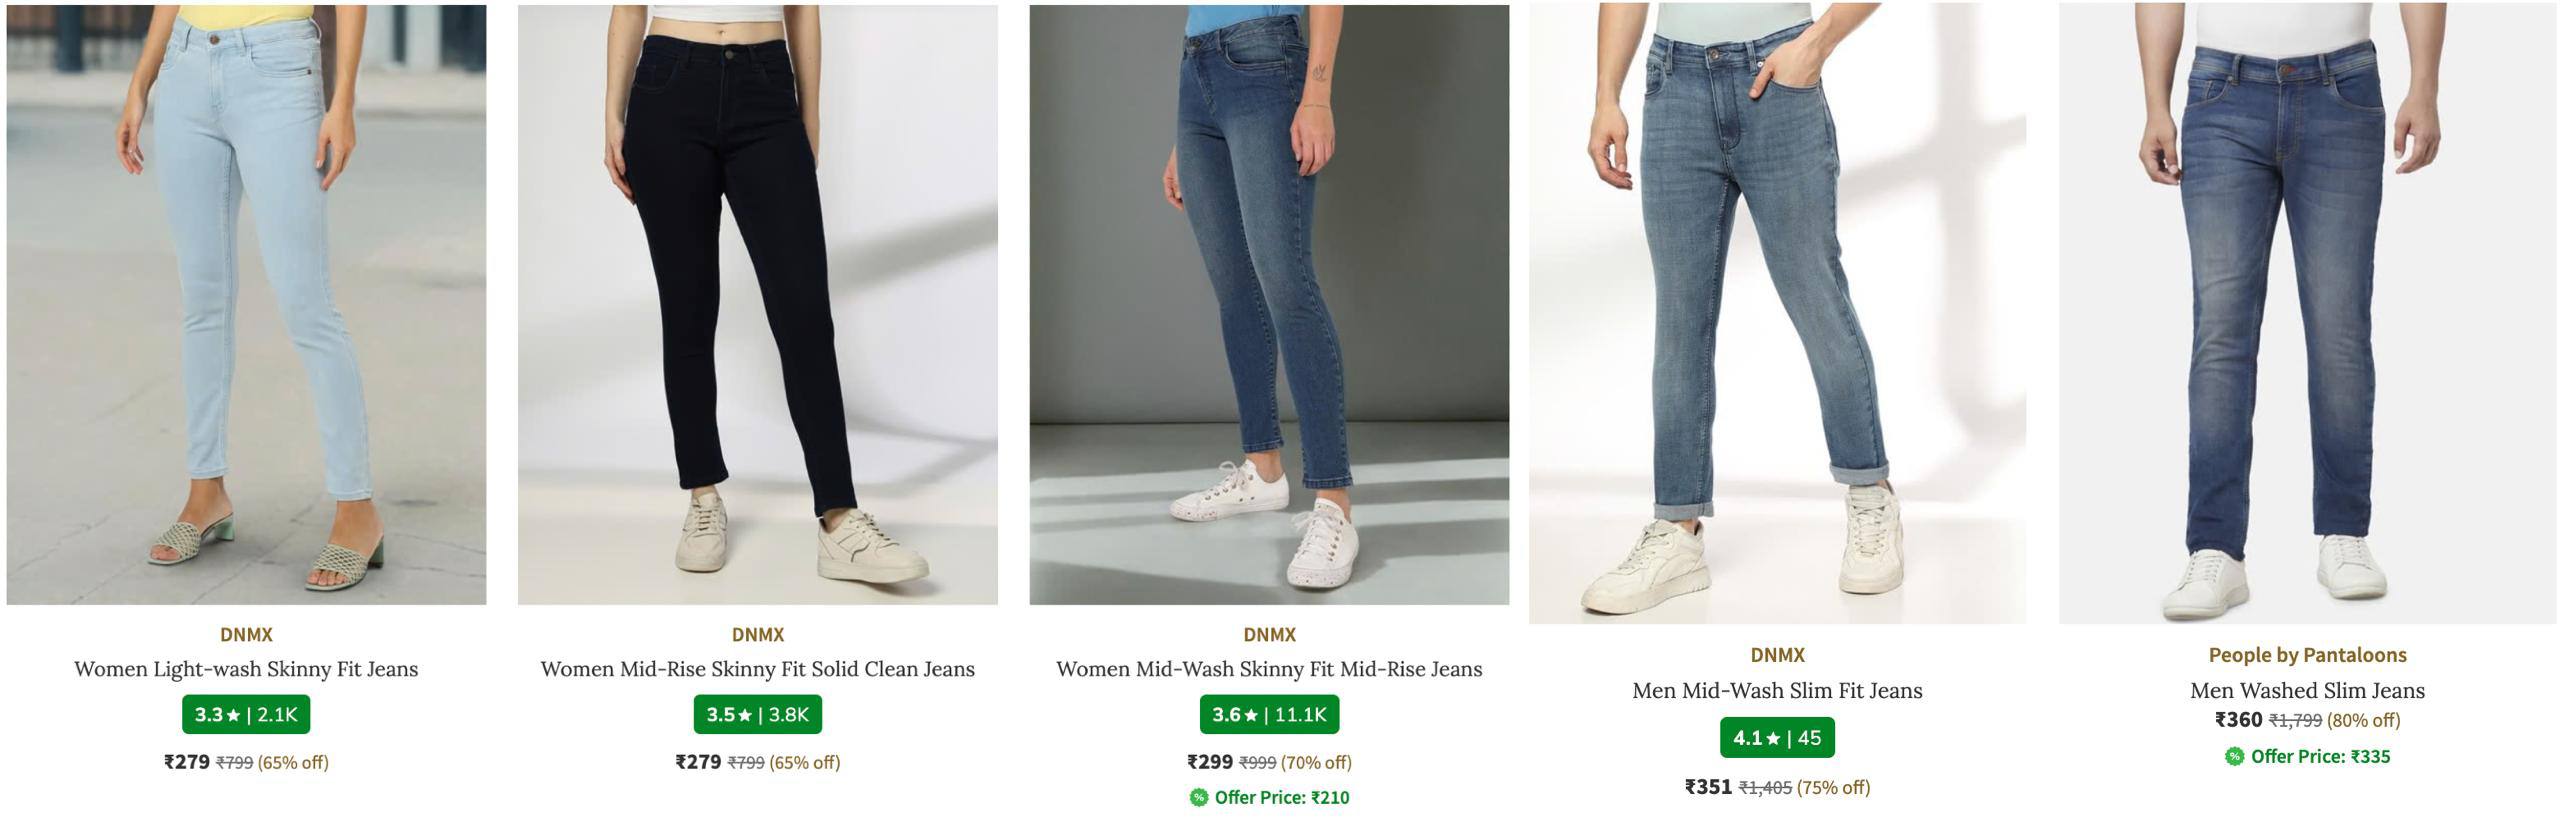 DNMX
Women Light-wash Skinny Fit Jeans
3.3★ | 2.1K
₹279 ₹799 (65% off)
DNMX
Women Mid-Rise Skinny Fit Solid Clean Jeans
3.5★ | 3.8K
₹279 ₹799 (65% off)
DNMX
Women Mid-Wash Skinny Fit Mid-Rise Jeans
3.6★ | 11.1K
₹299 ₹999 (70% off)
% Offer Price: ₹210
DNMX
Men Mid-Wash Slim Fit Jeans
4.1★ | 45
₹351 ₹1,405 (75% off)
People by Pantaloons
Men Washed Slim Jeans
₹360 ₹1,799 (80% off)
% Offer Price: ₹335